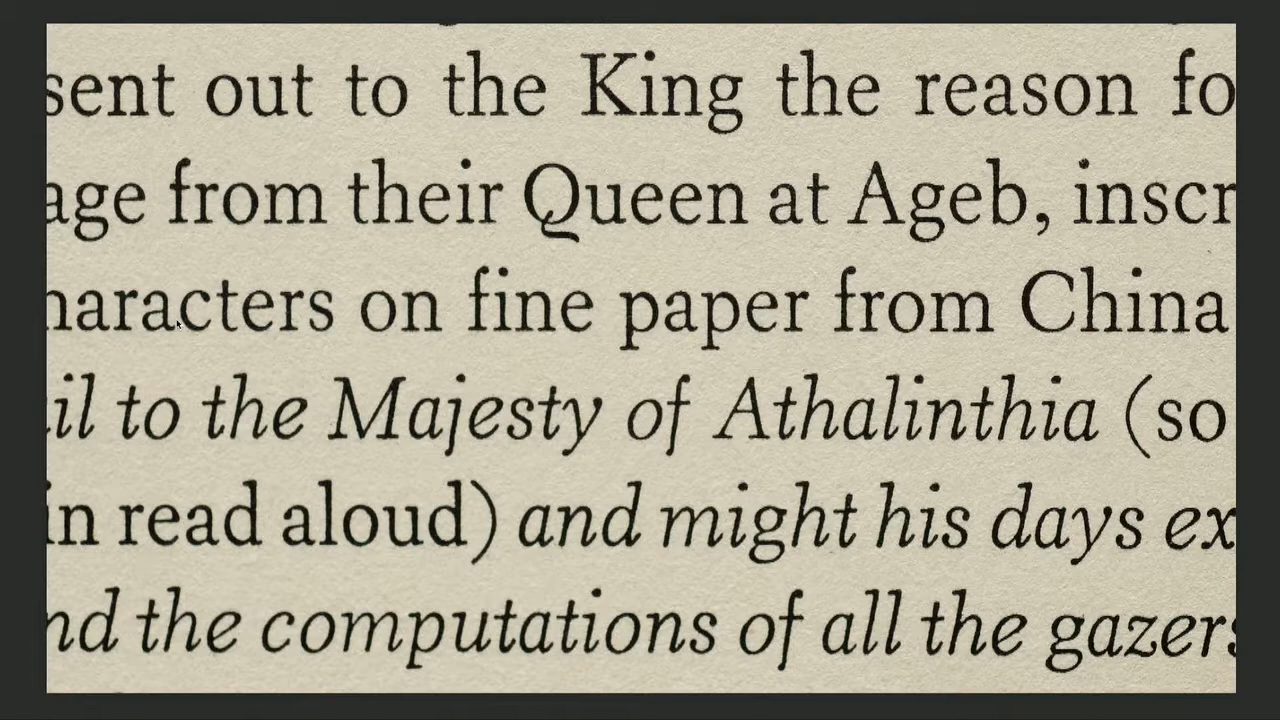 sent out to the King the reason fo
age from their Queen at Ageb, inscr
haracters on fine paper from China
il to the Majesty of Athalinthia (so
in read aloud) and might his days ex
nd the computations of all the gazers